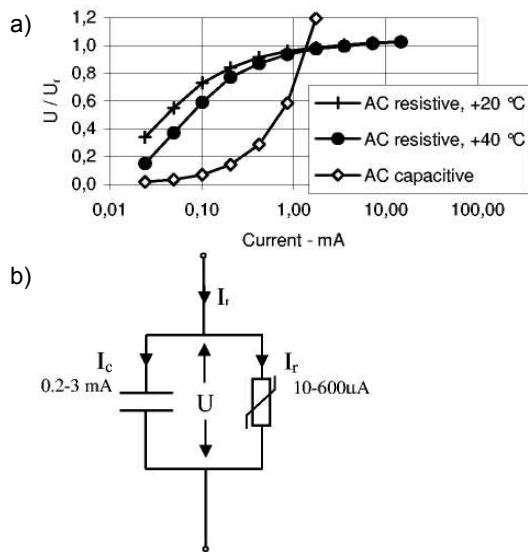 a)
U / Ur
1,2
1,0
0,8
0,6
0,4
0,2
0,0
0,01 0,10 1,00 10,00 100,00
Current - mA
AC resistive, +20 °C
AC resistive, +40 °C
AC capacitive
b)
It
Ic
0.2-3 mA
U
Ir
10-600uA